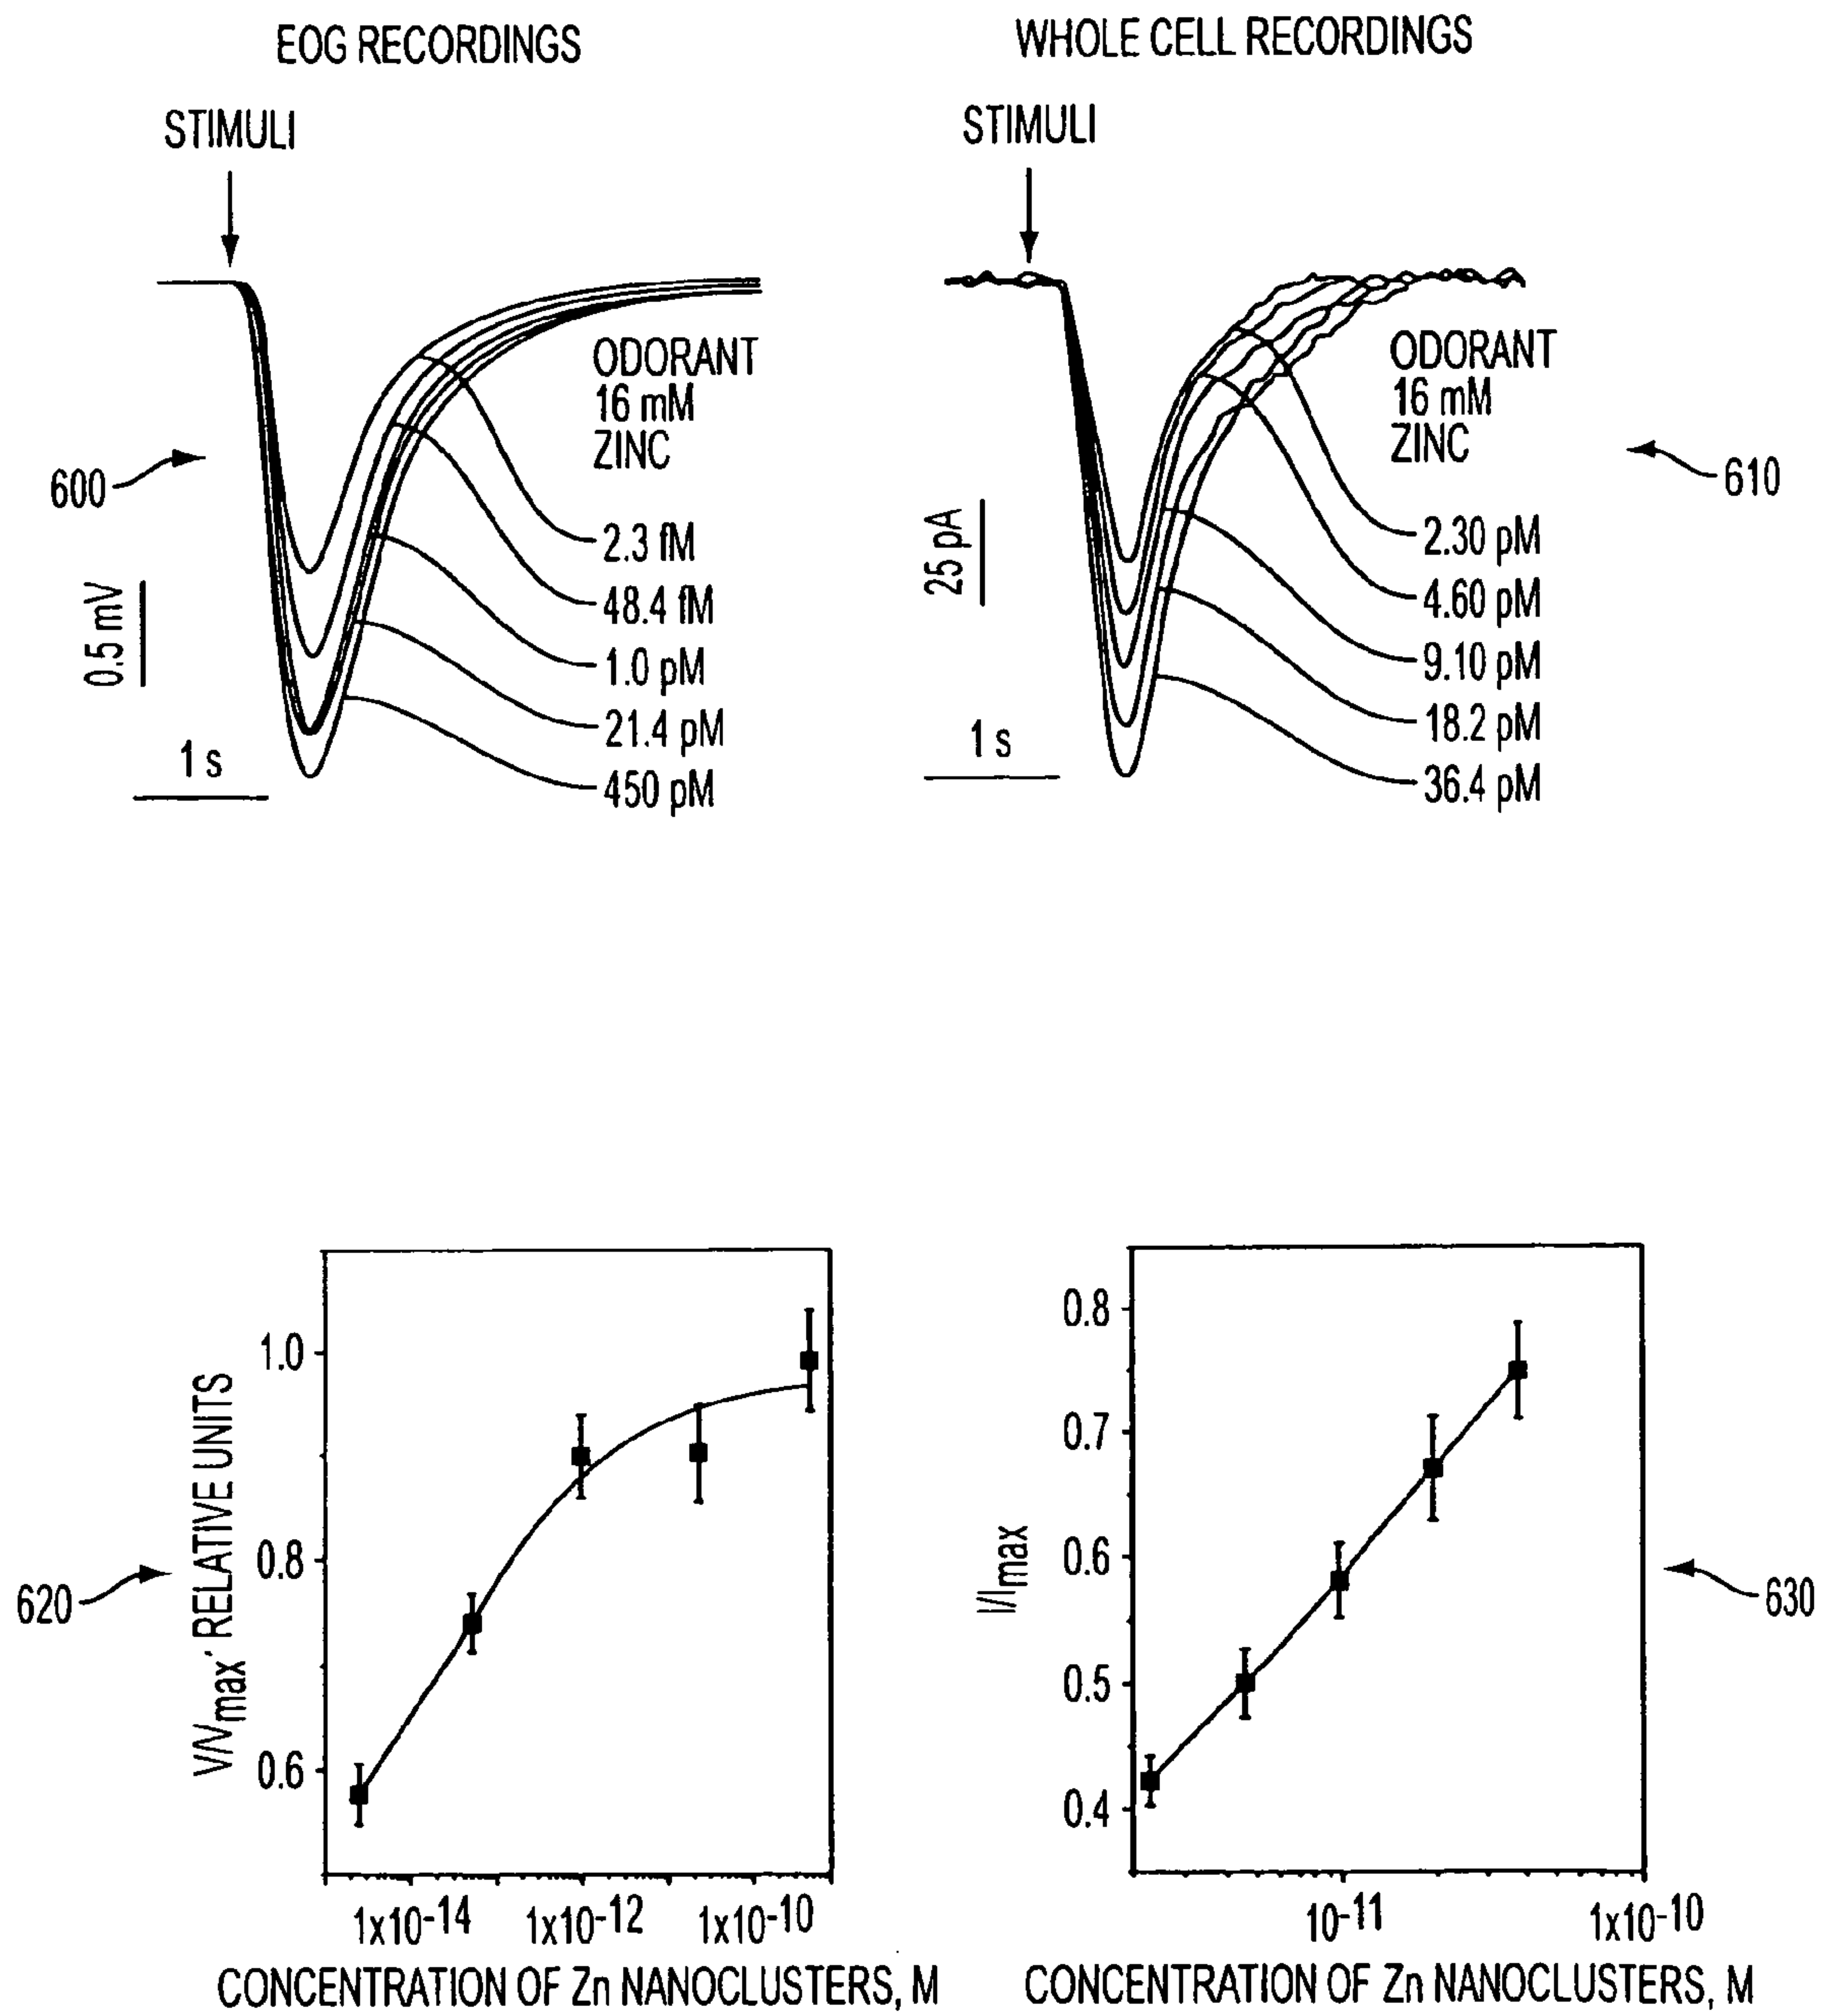 EOG RECORDINGS
STIMULI
600
ODORANT
16 mM
ZINC
2.3 fM
48.4 fM
1.0 pM
21.4 pM
450 pM
0.5 mV
1 s
WHOLE CELL RECORDINGS
STIMULI
610
ODORANT
16 mM
ZINC
2.30 pM
4.60 pM
9.10 pM
18.2 pM
36.4 pM
25 pA
1 s
620
V/Vmax, RELATIVE UNITS
1.0
0.8
0.6
1x10-14
1x10-12
1x10-10
CONCENTRATION OF Zn NANOCLUSTERS, M
630
I/Imax
0.8
0.7
0.6
0.5
0.4
10-11
1x10-10
CONCENTRATION OF Zn NANOCLUSTERS, M